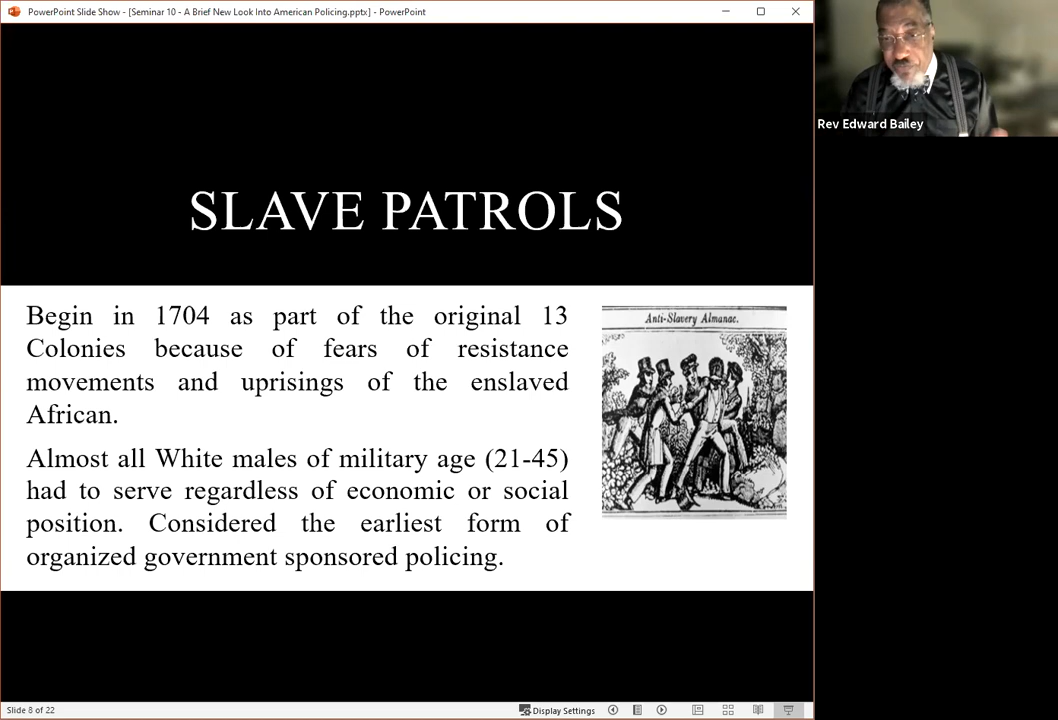 PowerPoint Slide Show - [Seminar 10 - A Brief New Look Into American Policing.pptx] - PowerPoint
Rev Edward Bailey
SLAVE PATROLS
Begin in 1704 as part of the original 13
Colonies because of fears of resistance
movements and uprisings of the enslaved
African.
Almost all White males of military age (21-45)
had to serve regardless of economic or social
position. Considered the earliest form of
organized government sponsored policing.
Anti-Slavery Almanac.
Slide 8 of 22
Display Settings